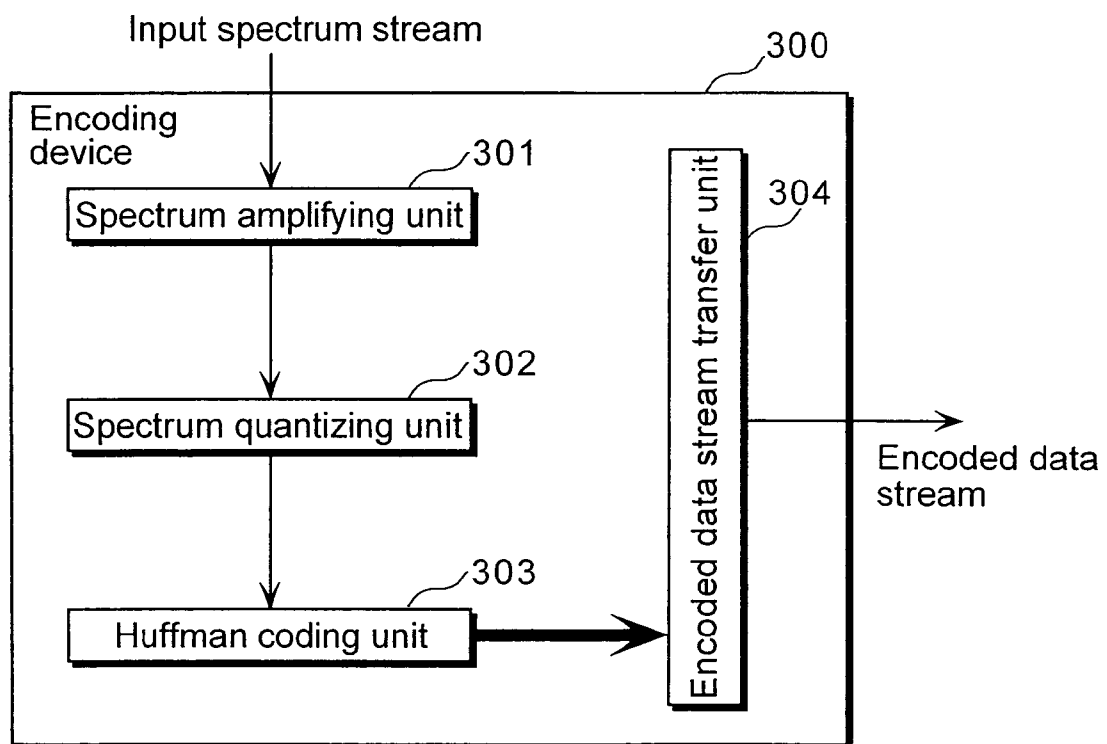 Input spectrum stream
300
Encoding
device
301
Spectrum amplifying unit
302
Spectrum quantizing unit
303
Huffman coding unit
304
Encoded data stream transfer unit
Encoded data
stream